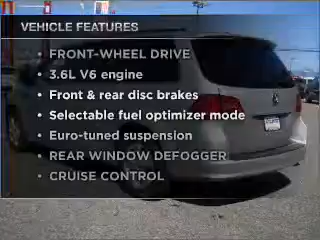 VEHICLE FEATURES
• FRONT-WHEEL DRIVE
• 3.6L V6 engine
• Front & rear disc brakes
• Selectable fuel optimizer mode
• Euro-tuned suspension
• REAR WINDOW DEFOGGER
• CRUISE CONTROL